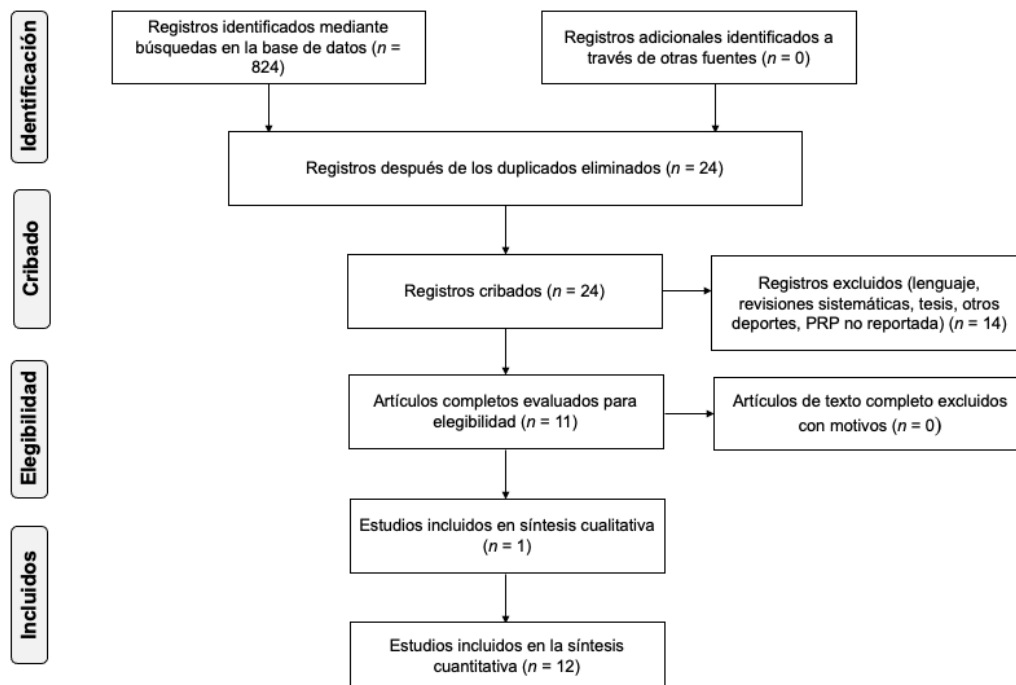 Identificación
Registros identificados mediante
búsquedas en la base de datos (n =
824)
Registros adicionales identificados a
través de otras fuentes (n = 0)
Registros después de los duplicados eliminados (n = 24)
Cribado
Registros cribados (n = 24)
Registros excluidos (lenguaje,
revisiones sistemáticas, tesis, otros
deportes, PRP no reportada) (n = 14)
Elegibilidad
Artículos completos evaluados para
elegibilidad (n = 11)
Artículos de texto completo excluidos
con motivos (n = 0)
Incluidos
Estudios incluidos en síntesis cualitativa
(n = 1)
Estudios incluidos en la síntesis
cuantitativa (n = 12)